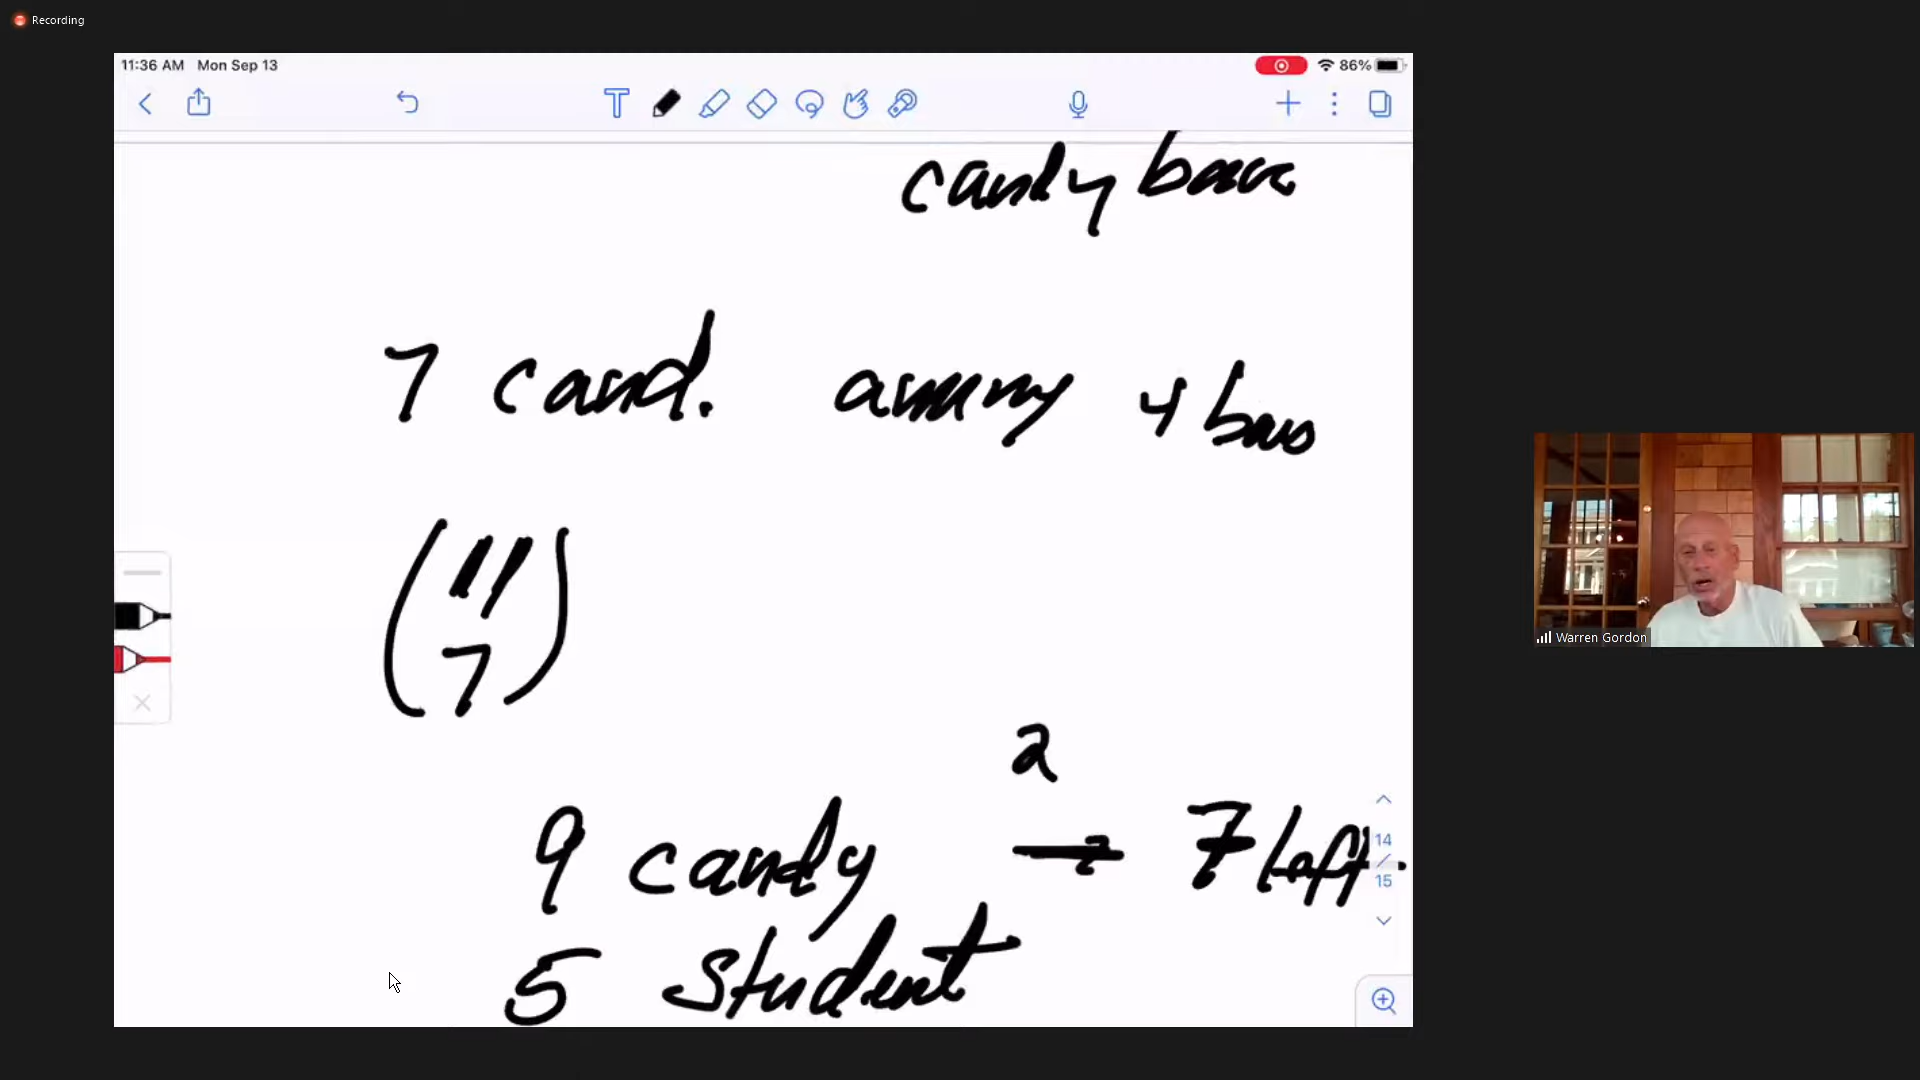 Recording
11:36 AM Mon Sep 13
86%
T
candy bars
7 cand. among 4 bars
(11
7)
2
9 candy → 7 left.
5 student
14
15
Warren Gordon